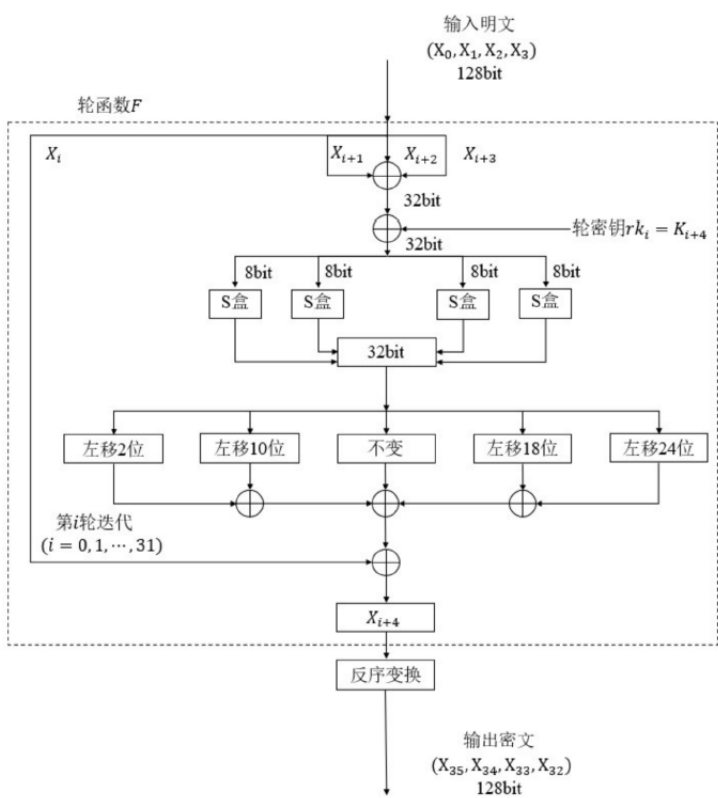 输入明文
(X₀, X₁, X₂, X₃)
128bit
轮函数F
Xᵢ
Xᵢ₊₁
Xᵢ₊₂
Xᵢ₊₃
32bit
轮密钥rkᵢ = Kᵢ₊₄
32bit
8bit 8bit 8bit 8bit
S盒 S盒 S盒 S盒
32bit
左移2位 左移10位 不变 左移18位 左移24位
第i轮迭代
(i = 0, 1, ⋯, 31)
Xᵢ₊₄
反序变换
输出密文
(X₃₅, X₃₄, X₃₃, X₃₂)
128bit